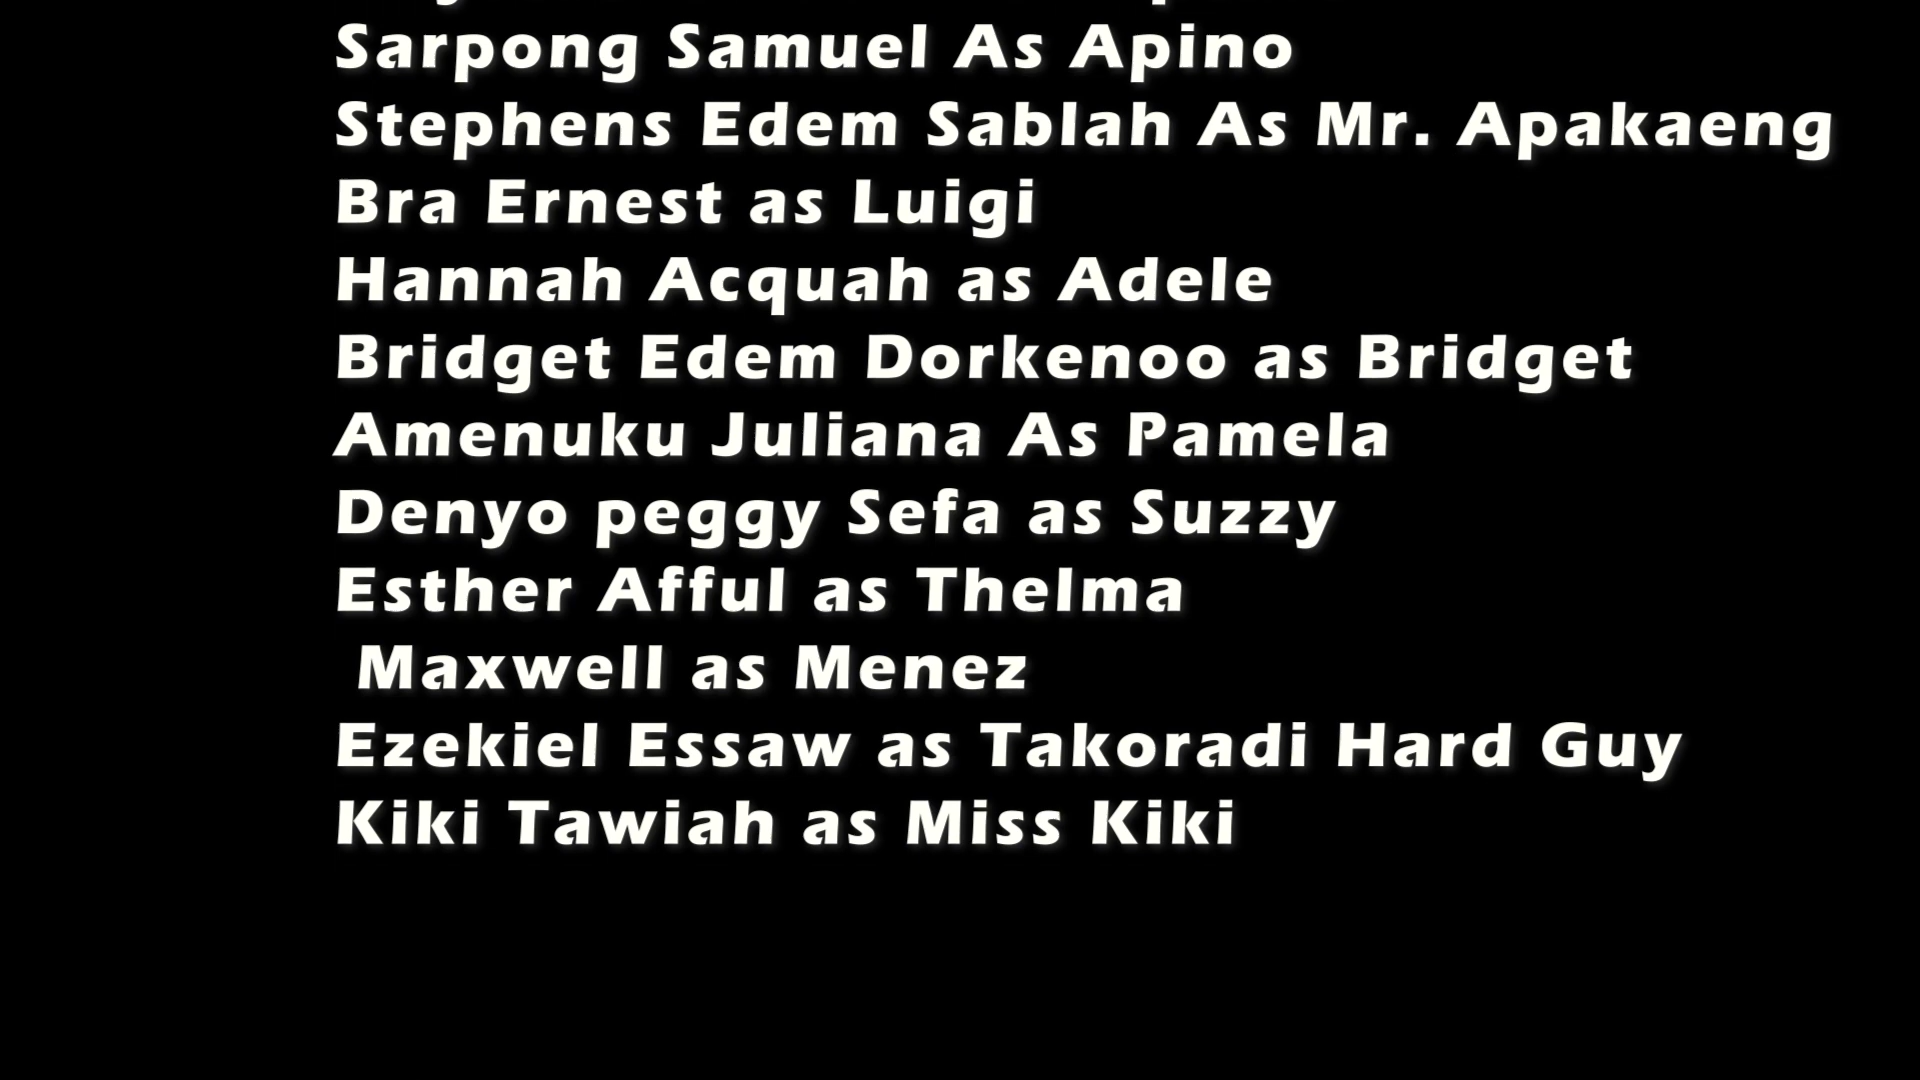 Sarpong Samuel As Apino
Stephens Edem Sablah As Mr. Apakaeng
Bra Ernest as Luigi
Hannah Acquah as Adele
Bridget Edem Dorkenoo as Bridget
Amenuku Juliana As Pamela
Denyo peggy Sefa as Suzzy
Esther Afful as Thelma
Maxwell as Menez
Ezekiel Essaw as Takoradi Hard Guy
Kiki Tawiah as Miss Kiki